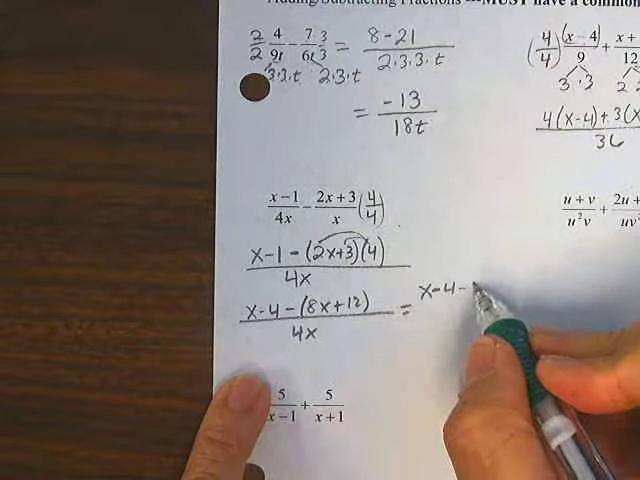 Adding/Subtracting Fractions ---MUST have a common
2/2 4/9t - 7/6t 3/3 = 8-21/2·3·3·t
3·3·t 2·3·t
= -13/18t
(4/4) (x-4)/9 + x+/12
3·3 2·2
4(x-4)+3(x/36
x-1/4x - 2x+3/x (4/4)
x-1-(2x+3)(4)/4x
x-4-(8x+12)/4x = x-4-
u+v/u²v + 2u+/uv
5/x-1 + 5/x+1